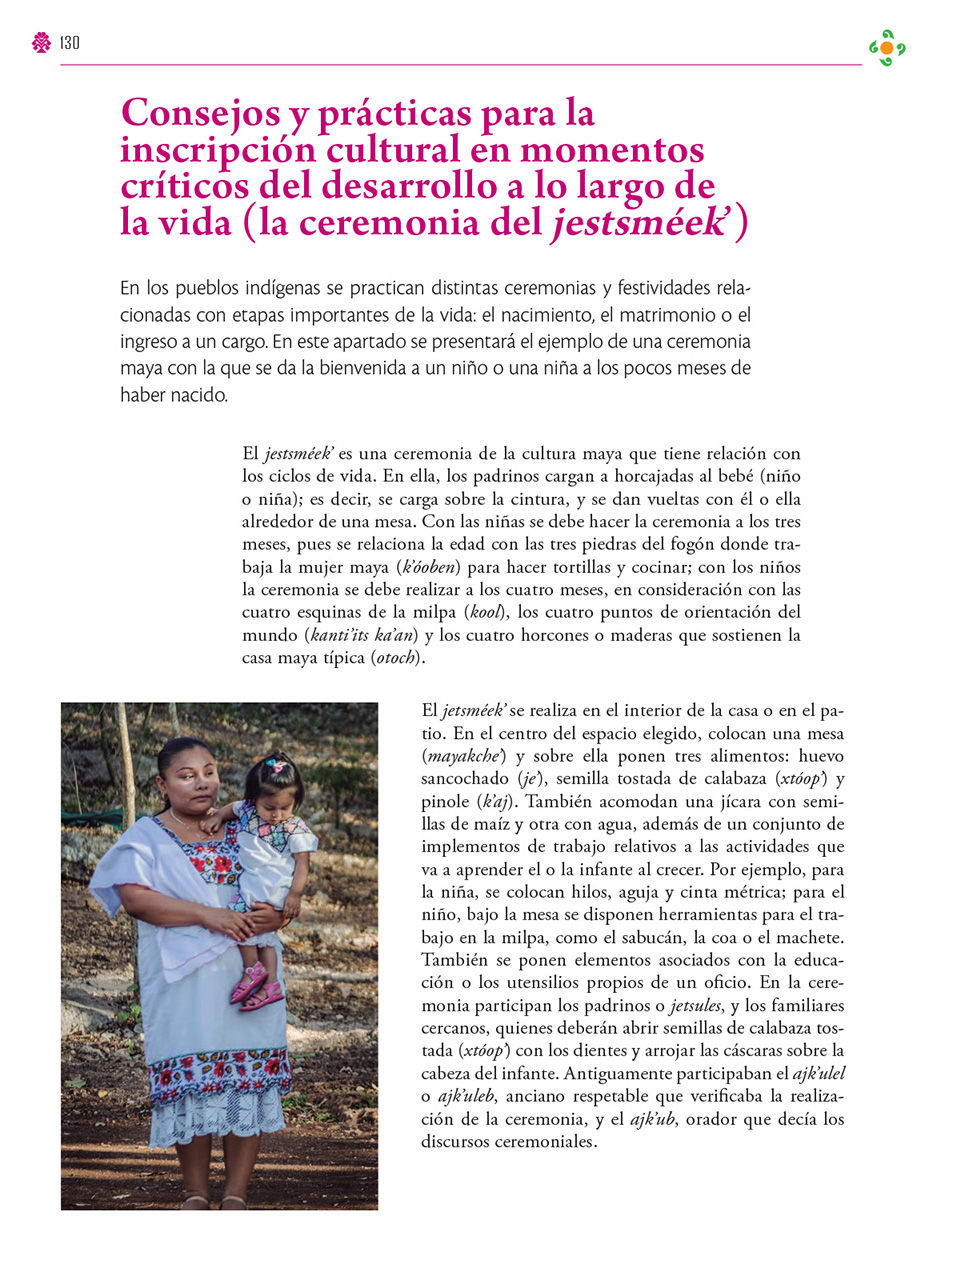 130
Consejos y prácticas para la
inscripción cultural en momentos
críticos del desarrollo a lo largo de
la vida (la ceremonia del jestsméek’)
En los pueblos indígenas se practican distintas ceremonias y festividades rela-
cionadas con etapas importantes de la vida: el nacimiento, el matrimonio o el
ingreso a un cargo. En este apartado se presentará el ejemplo de una ceremonia
maya con la que se da la bienvenida a un niño o una niña a los pocos meses de
haber nacido.
El jestsméek’ es una ceremonia de la cultura maya que tiene relación con
los ciclos de vida. En ella, los padrinos cargan a horcajadas al bebé (niño
o niña); es decir, se carga sobre la cintura, y se dan vueltas con él o ella
alrededor de una mesa. Con las niñas se debe hacer la ceremonia a los tres
meses, pues se relaciona la edad con las tres piedras del fogón donde tra-
baja la mujer maya (k’óoben) para hacer tortillas y cocinar; con los niños
la ceremonia se debe realizar a los cuatro meses, en consideración con las
cuatro esquinas de la milpa (kool), los cuatro puntos de orientación del
mundo (kanti’its ka’an) y los cuatro horcones o maderas que sostienen la
casa maya típica (otoch).
El jetsméek’ se realiza en el interior de la casa o en el pa-
tio. En el centro del espacio elegido, colocan una mesa
(mayakche’) y sobre ella ponen tres alimentos: huevo
sancochado (je’), semilla tostada de calabaza (xtóop’) y
pinole (k’aj). También acomodan una jícara con semi-
llas de maíz y otra con agua, además de un conjunto de
implementos de trabajo relativos a las actividades que
va a aprender el o la infante al crecer. Por ejemplo, para
la niña, se colocan hilos, aguja y cinta métrica; para el
niño, bajo la mesa se disponen herramientas para el tra-
bajo en la milpa, como el sabucán, la coa o el machete.
También se ponen elementos asociados con la educa-
ción o los utensilios propios de un oficio. En la cere-
monia participan los padrinos o jetsules, y los familiares
cercanos, quienes deberán abrir semillas de calabaza tos-
tada (xtóop’) con los dientes y arrojar las cáscaras sobre la
cabeza del infante. Antiguamente participaban el ajk’ulel
o ajk’uleb, anciano respetable que verificaba la realiza-
ción de la ceremonia, y el ajk’ub, orador que decía los
discursos ceremoniales.